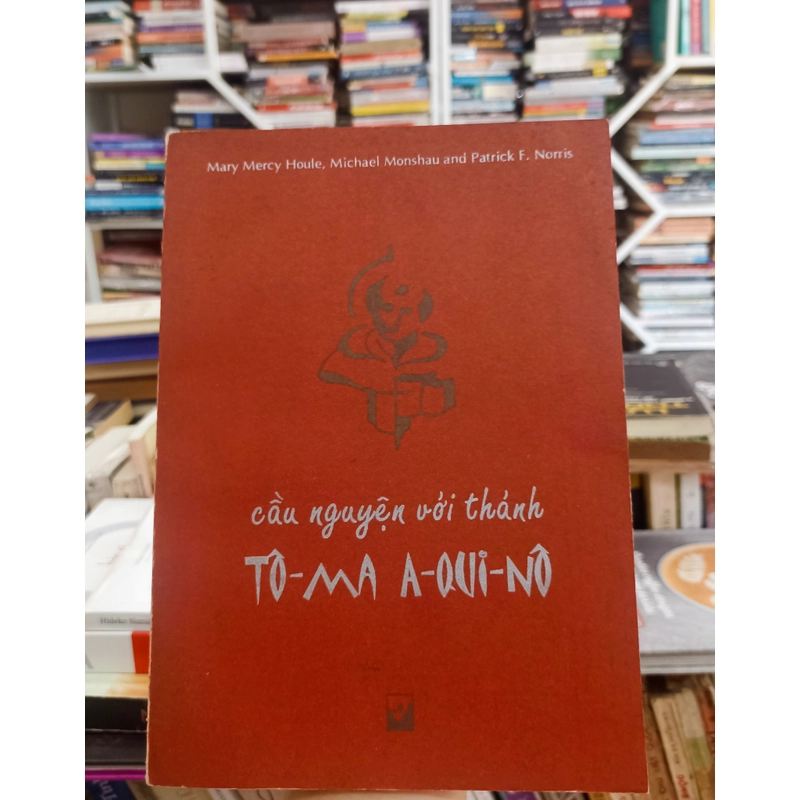 Mary Mercy Houle, Michael Monshau and Patrick F. Norris
cầu nguyện với thánh
TÔ-MA A-QUI-NÔ